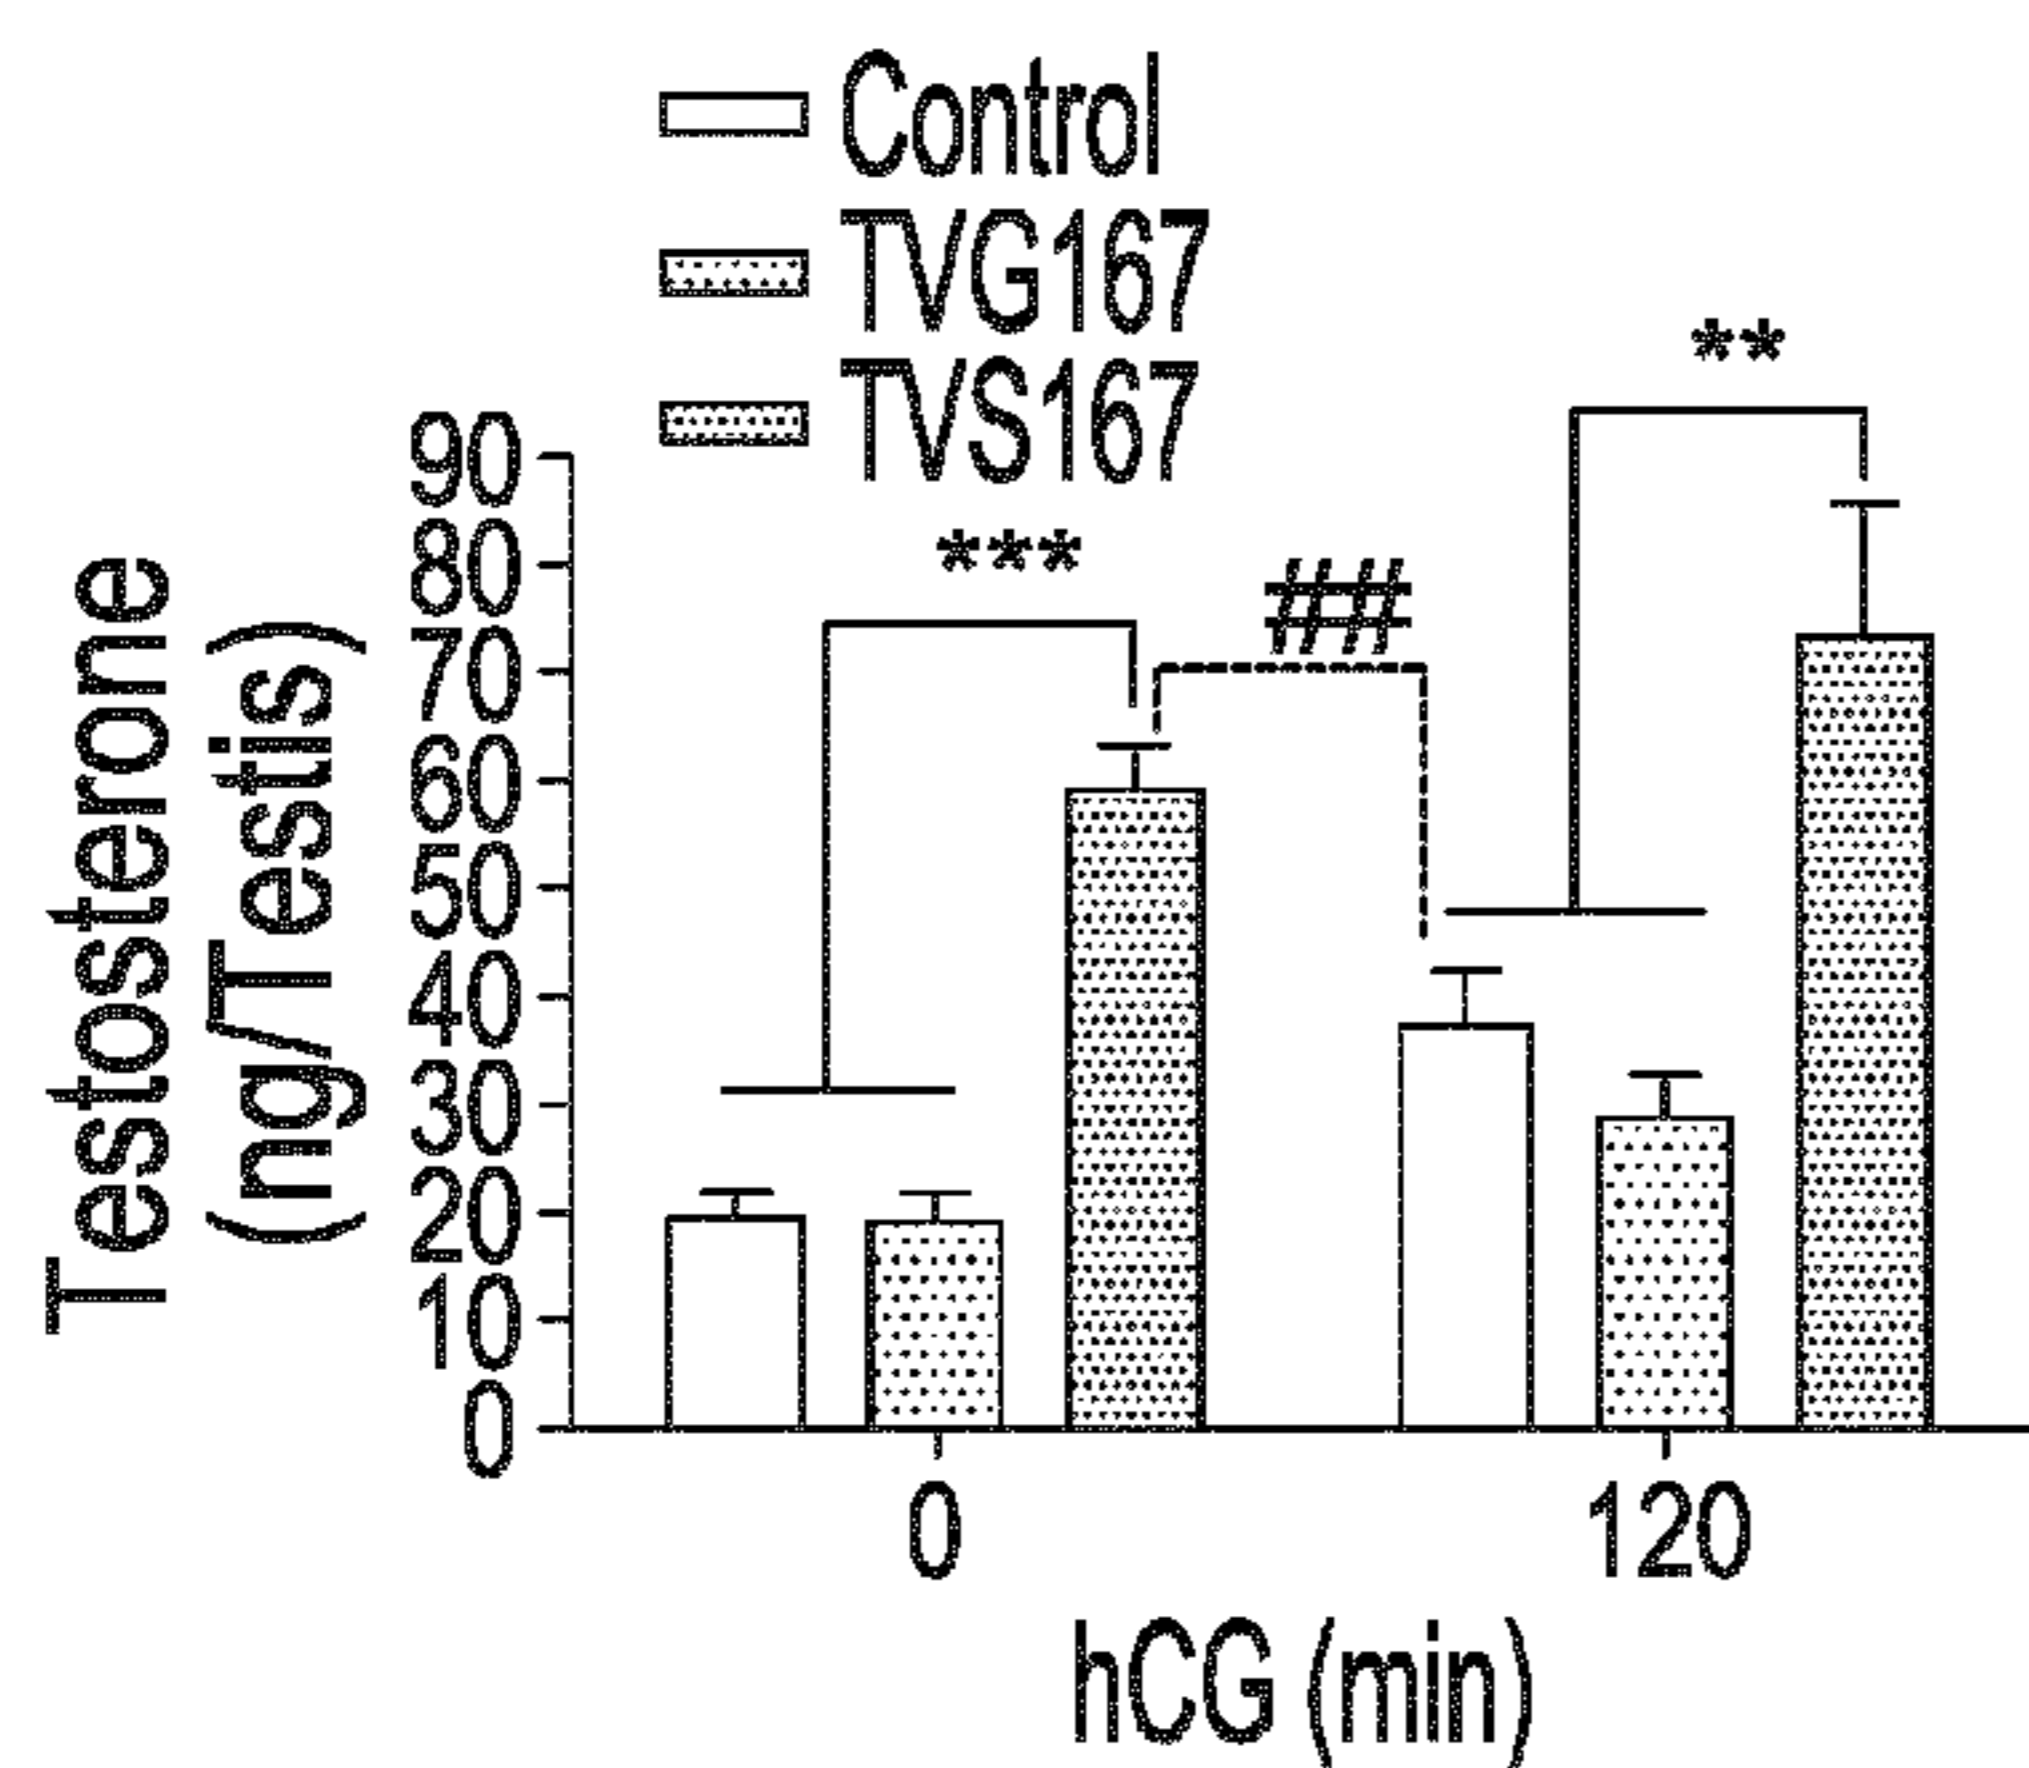 Control
TVG167
TVS167
**
***
##
Testosterone
(ng/Testis)
90
80
70
60
50
40
30
20
10
0
0
120
hCG (min)